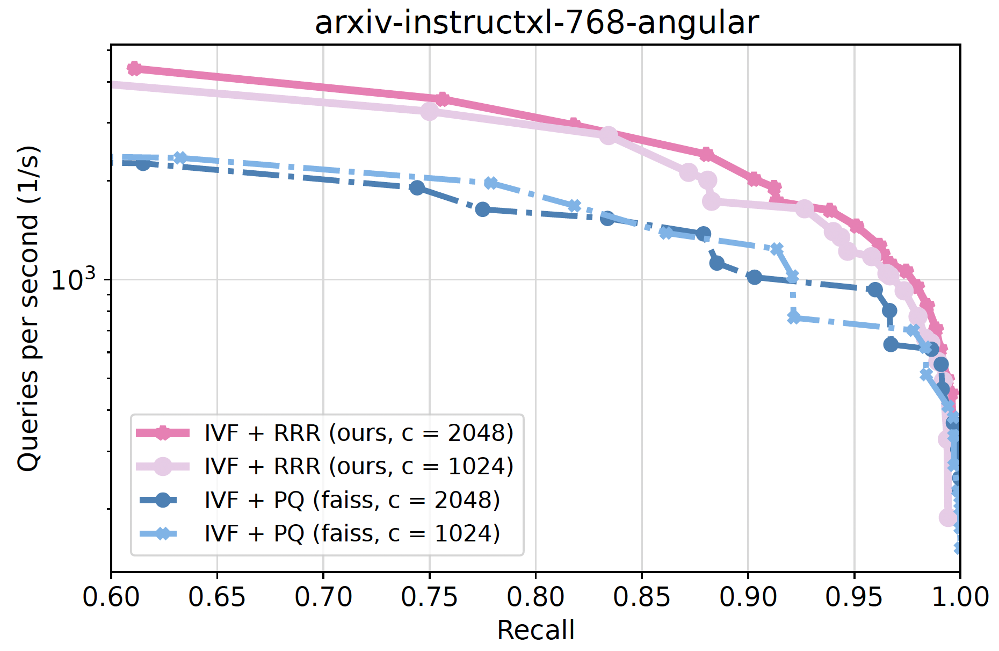 arxiv-instructxl-768-angular
Queries per second (1/s)
10³
IVF + RRR (ours, c = 2048)
IVF + RRR (ours, c = 1024)
IVF + PQ (faiss, c = 2048)
IVF + PQ (faiss, c = 1024)
0.60 0.65 0.70 0.75 0.80 0.85 0.90 0.95 1.00
Recall